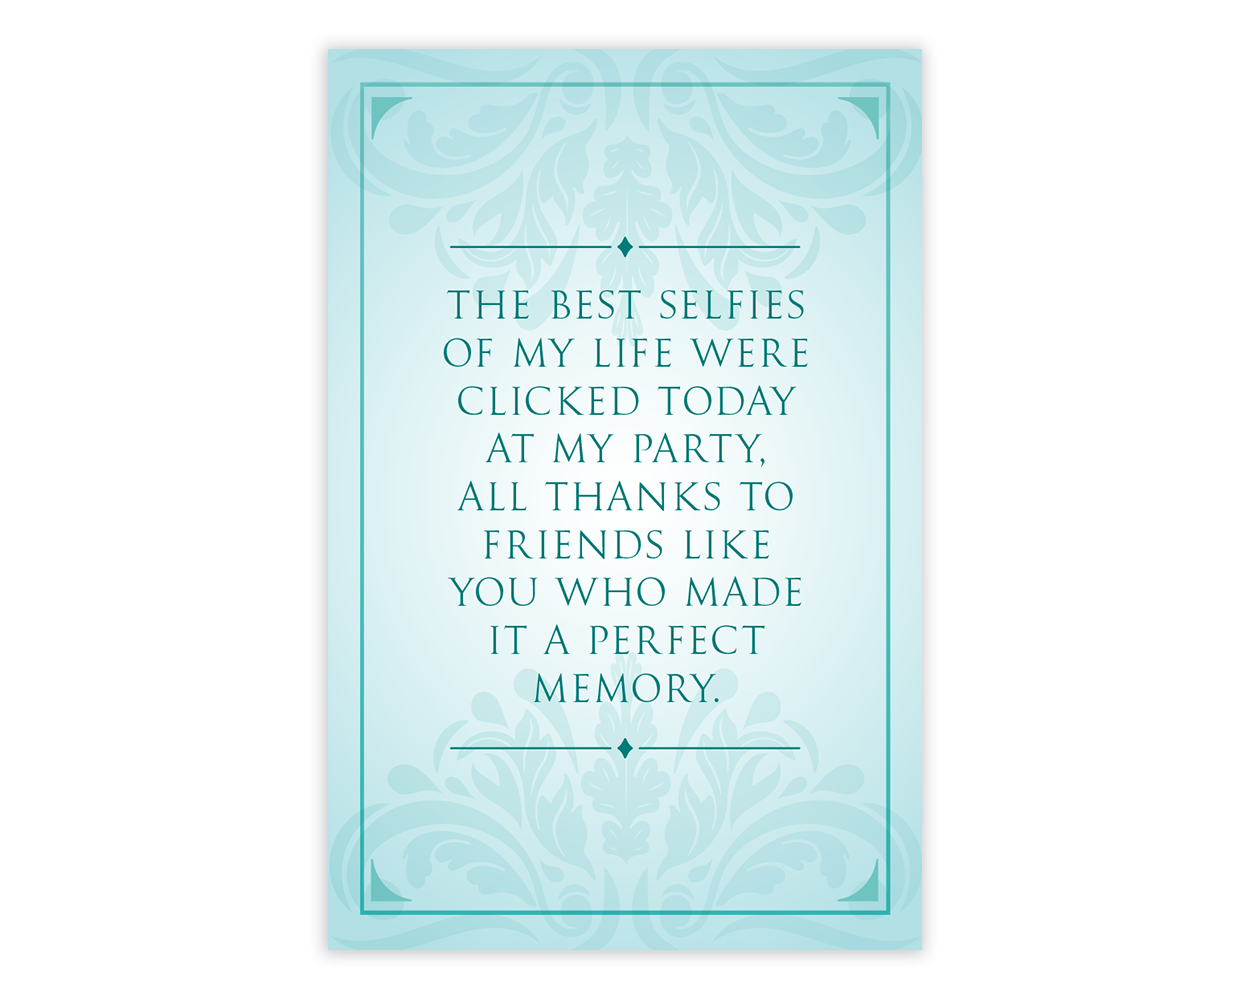 THE BEST SELFIES
OF MY LIFE WERE
CLICKED TODAY
AT MY PARTY,
ALL THANKS TO
FRIENDS LIKE
YOU WHO MADE
IT A PERFECT
MEMORY.